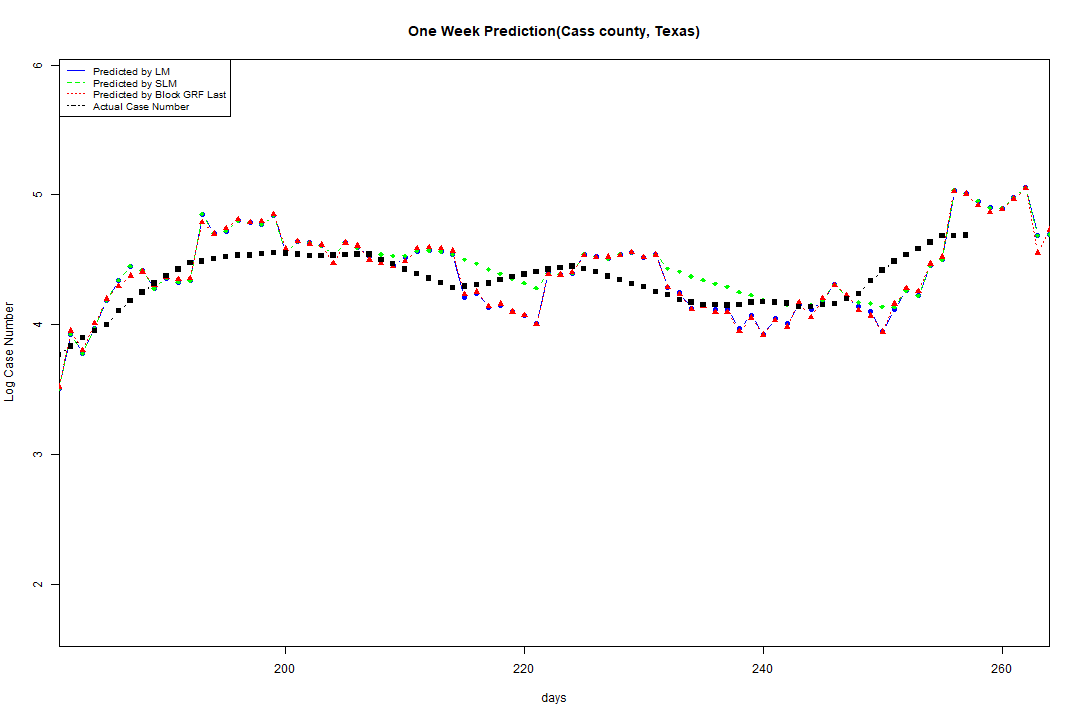 One Week Prediction(Cass county, Texas)
Predicted by LM
Predicted by SLM
Predicted by Block GRF Last
Actual Case Number
6
5
4
3
2
Log Case Number
200 220 240 260
days